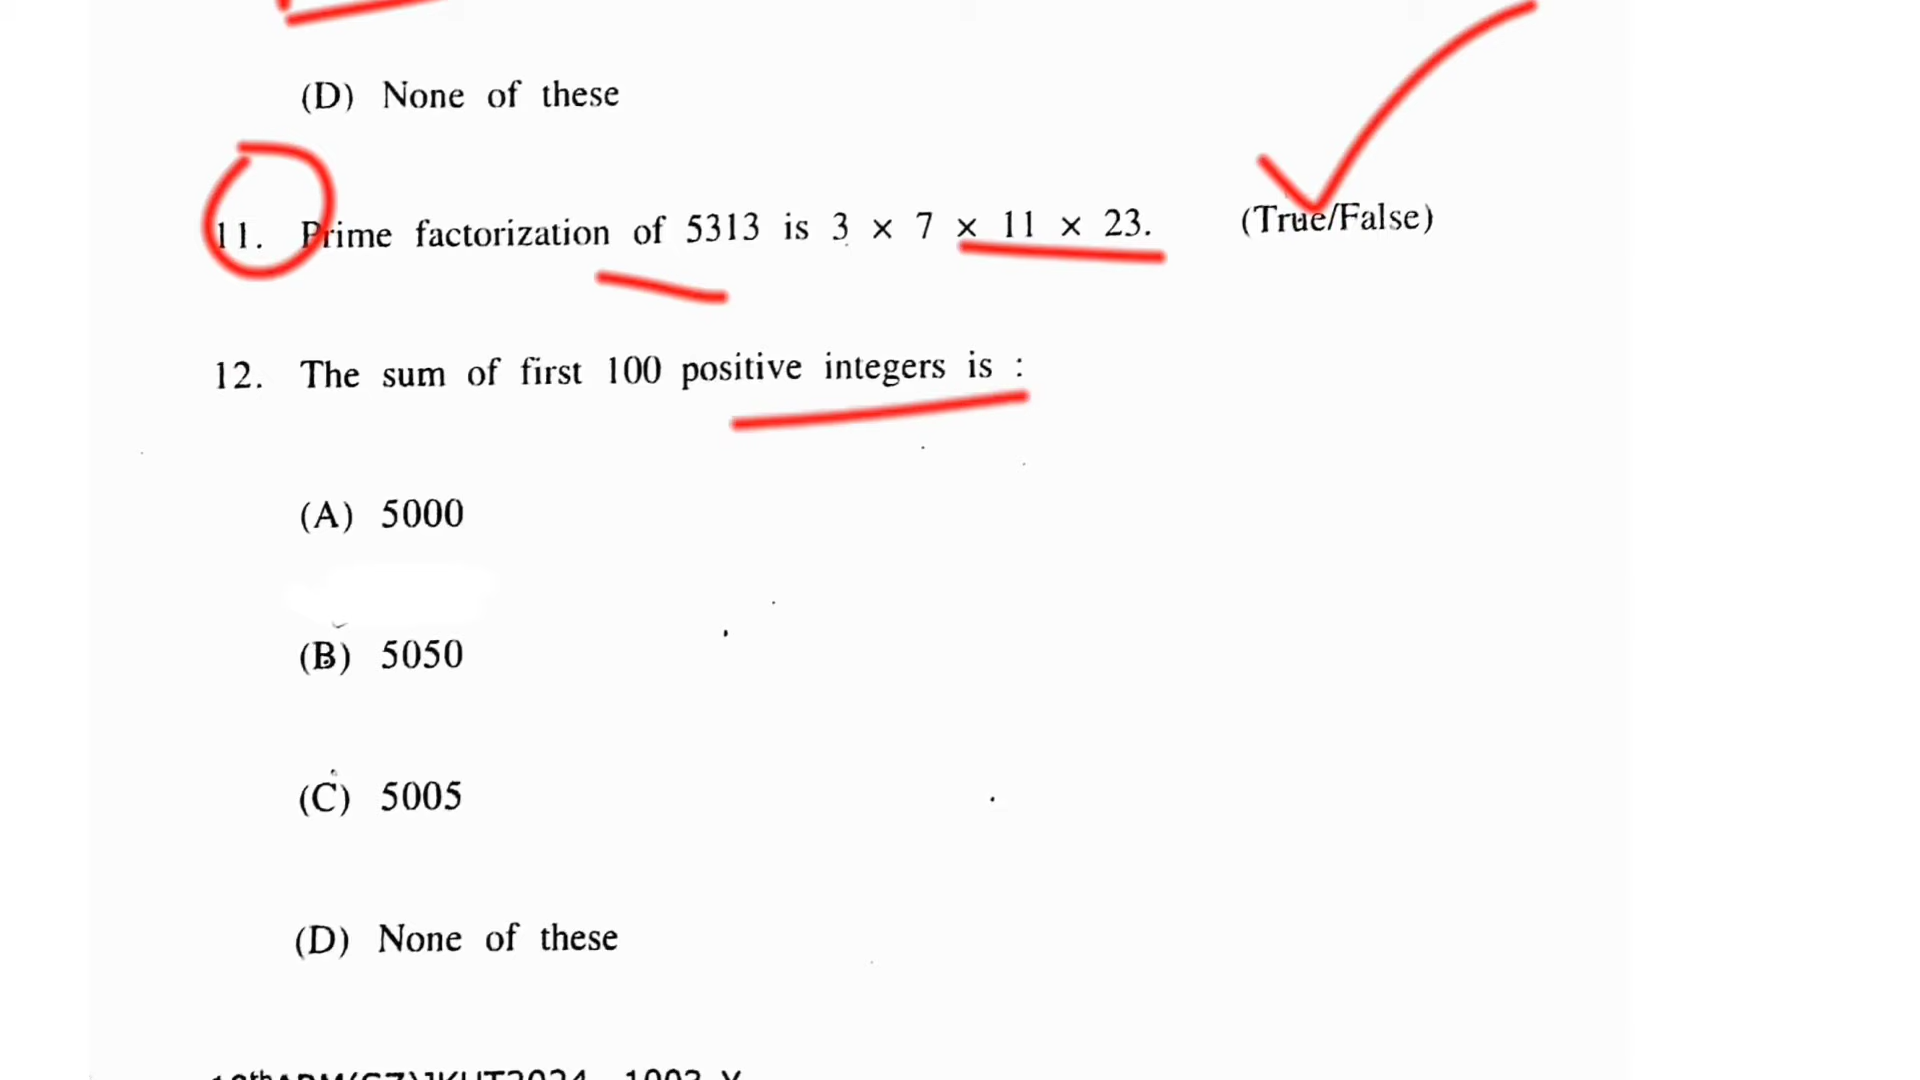 (D) None of these
11. Prime factorization of 5313 is 3 × 7 × 11 × 23. (True/False)
12. The sum of first 100 positive integers is :
(A) 5000
(B) 5050
(C) 5005
(D) None of these